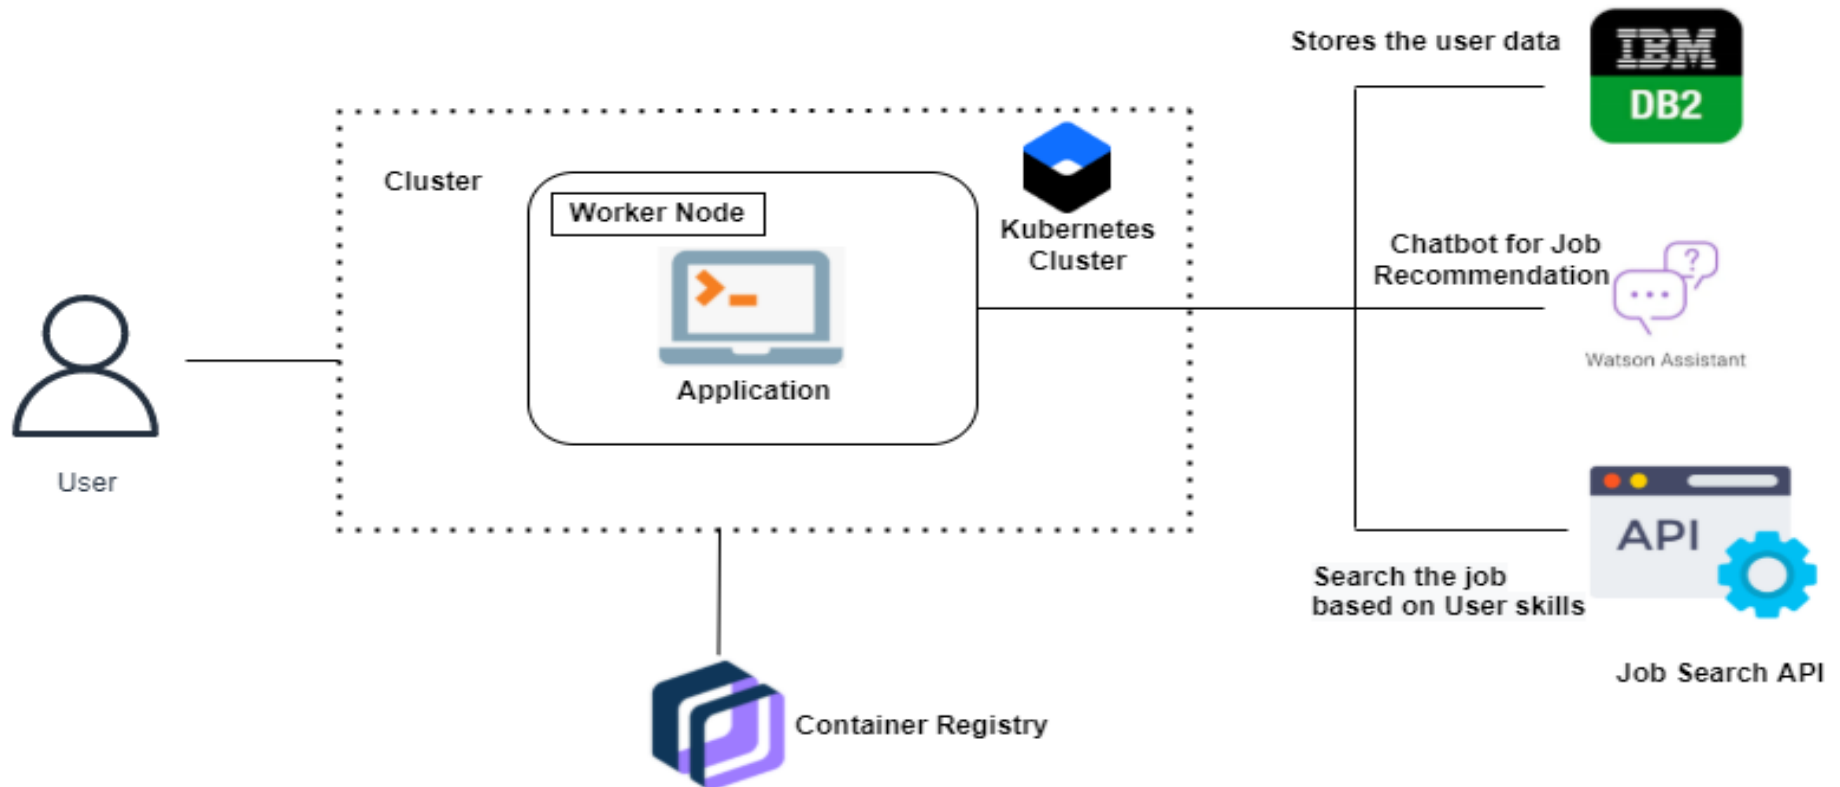 Stores the user data
IBM
DB2
Cluster
Worker Node
Kubernetes
Cluster
Application
Chatbot for Job
Recommendation
?
Watson Assistant
User
API
Search the job
based on User skills
Job Search API
Container Registry